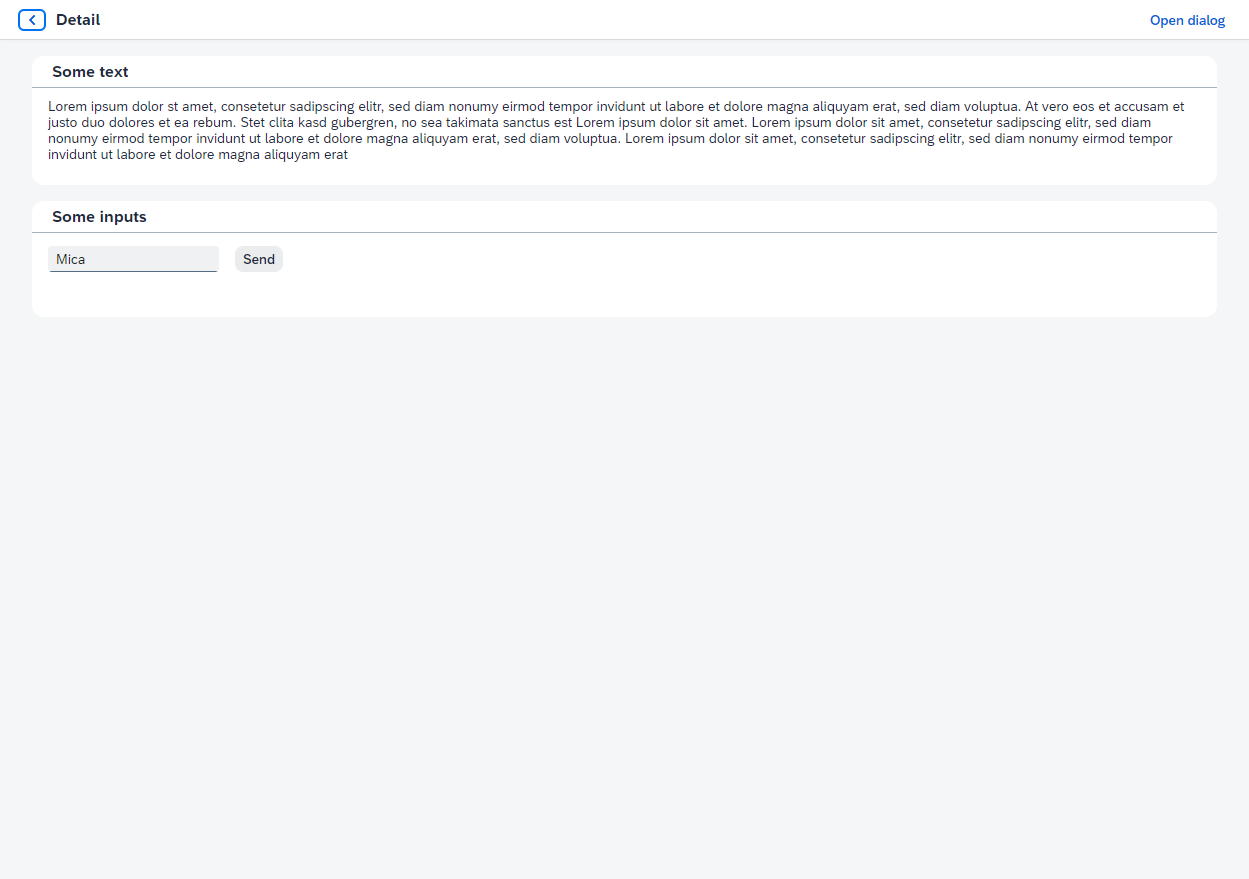 Detail
Open dialog
Some text
Lorem ipsum dolor st amet, consetetur sadipscing elitr, sed diam nonumy eirmod tempor invidunt ut labore et dolore magna aliquyam erat, sed diam voluptua. At vero eos et accusam et
justo duo dolores et ea rebum. Stet clita kasd gubergren, no sea takimata sanctus est Lorem ipsum dolor sit amet. Lorem ipsum dolor sit amet, consetetur sadipscing elitr, sed diam
nonumy eirmod tempor invidunt ut labore et dolore magna aliquyam erat, sed diam voluptua. Lorem ipsum dolor sit amet, consetetur sadipscing elitr, sed diam nonumy eirmod tempor
invidunt ut labore et dolore magna aliquyam erat
Some inputs
Mica
Send